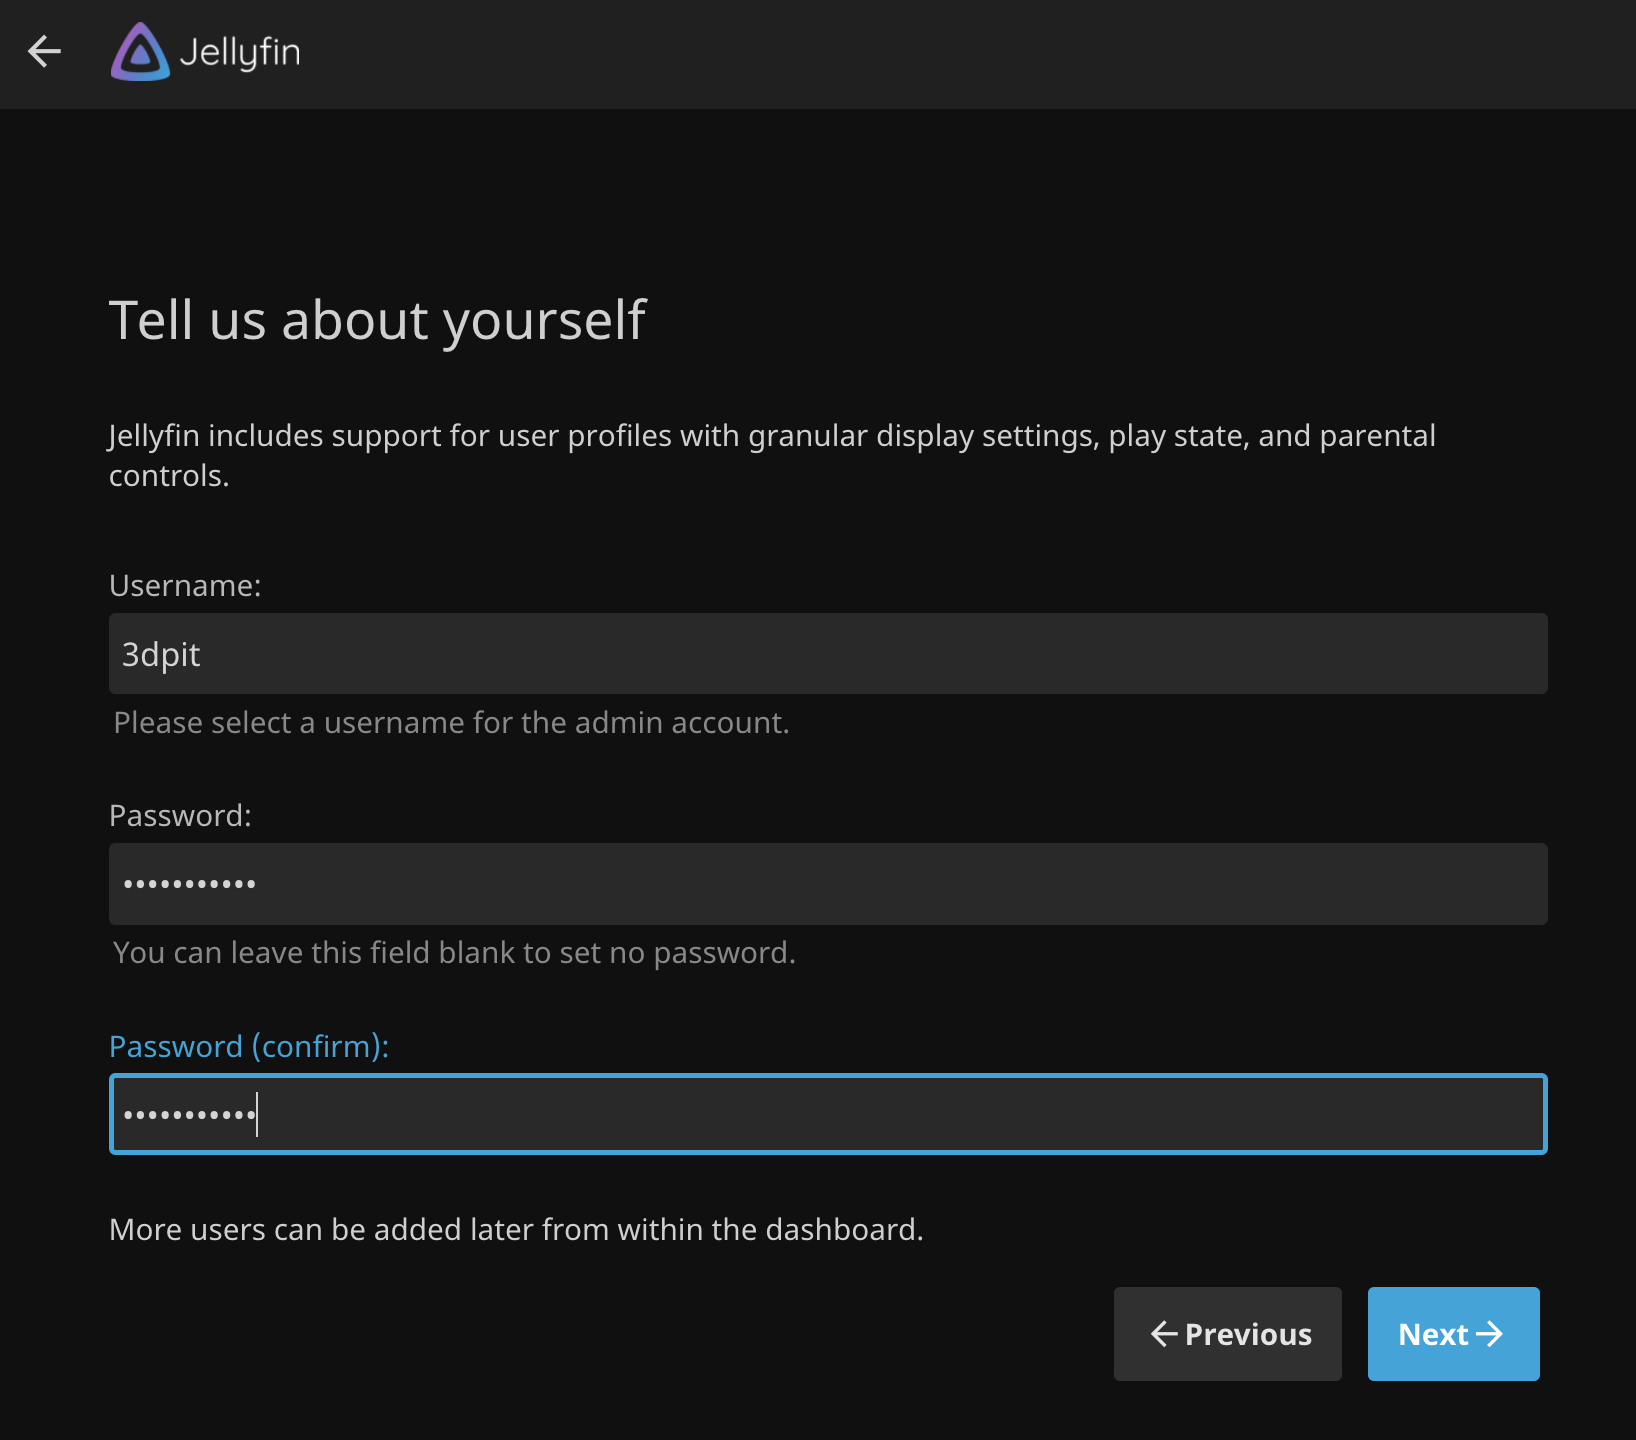 Jellyfin
Tell us about yourself
Jellyfin includes support for user profiles with granular display settings, play state, and parental
controls.
Username:
3dpit
Please select a username for the admin account.
Password:
•••••••••••
You can leave this field blank to set no password.
Password (confirm):
•••••••••••
More users can be added later from within the dashboard.
← Previous
Next →